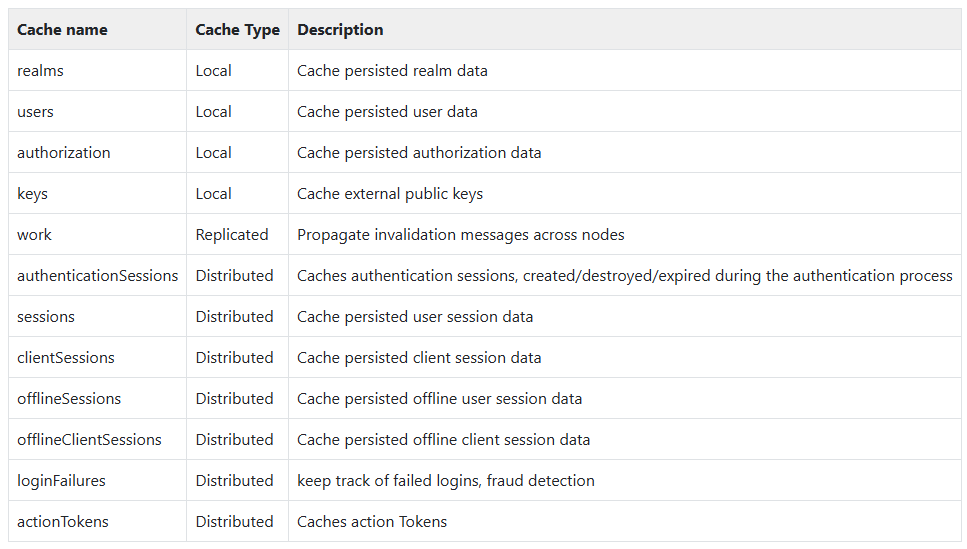 Cache name Cache Type Description
realms Local Cache persisted realm data
users Local Cache persisted user data
authorization Local Cache persisted authorization data
keys Local Cache external public keys
work Replicated Propagate invalidation messages across nodes
authenticationSessions Distributed Caches authentication sessions, created/destroyed/expired during the authentication process
sessions Distributed Cache persisted user session data
clientSessions Distributed Cache persisted client session data
offlineSessions Distributed Cache persisted offline user session data
offlineClientSessions Distributed Cache persisted offline client session data
loginFailures Distributed keep track of failed logins, fraud detection
actionTokens Distributed Caches action Tokens